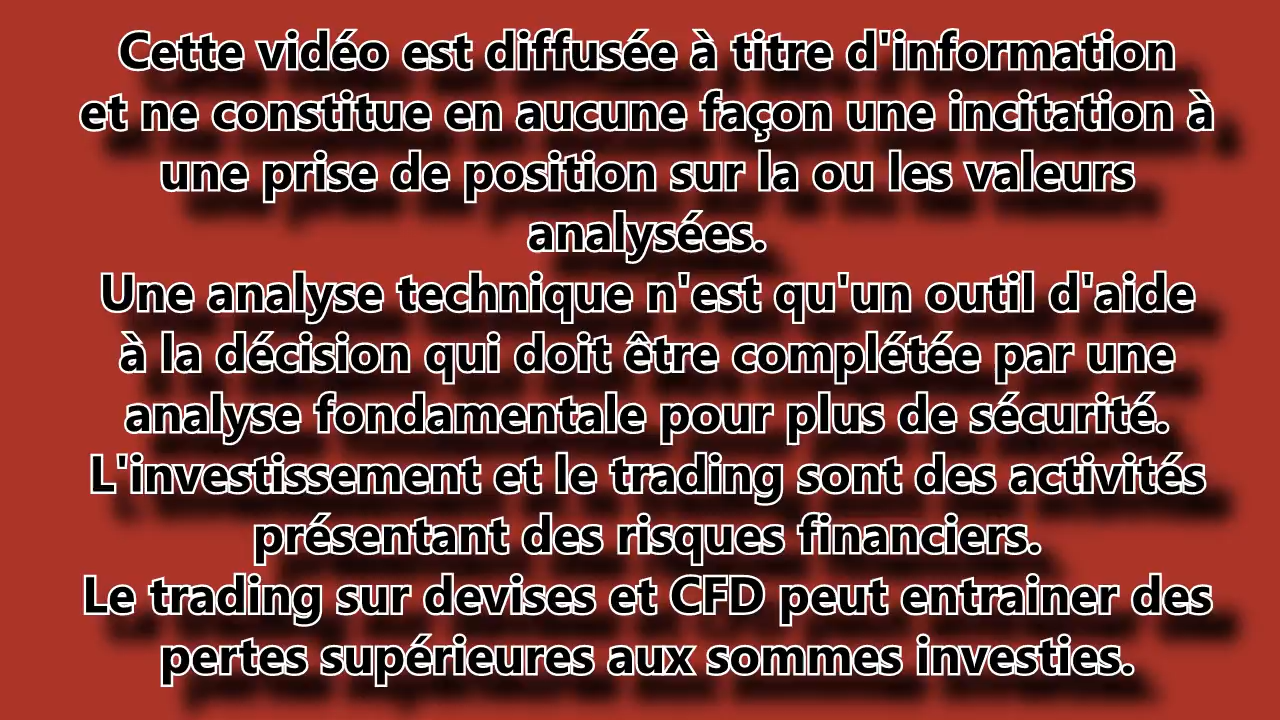 Cette vidéo est diffusée à titre d'information
et ne constitue en aucune façon une incitation à
une prise de position sur la ou les valeurs
analysées.
Une analyse technique n'est qu'un outil d'aide
à la décision qui doit être complétée par une
analyse fondamentale pour plus de sécurité.
L'investissement et le trading sont des activités
présentant des risques financiers.
Le trading sur devises et CFD peut entrainer des
pertes supérieures aux sommes investies.